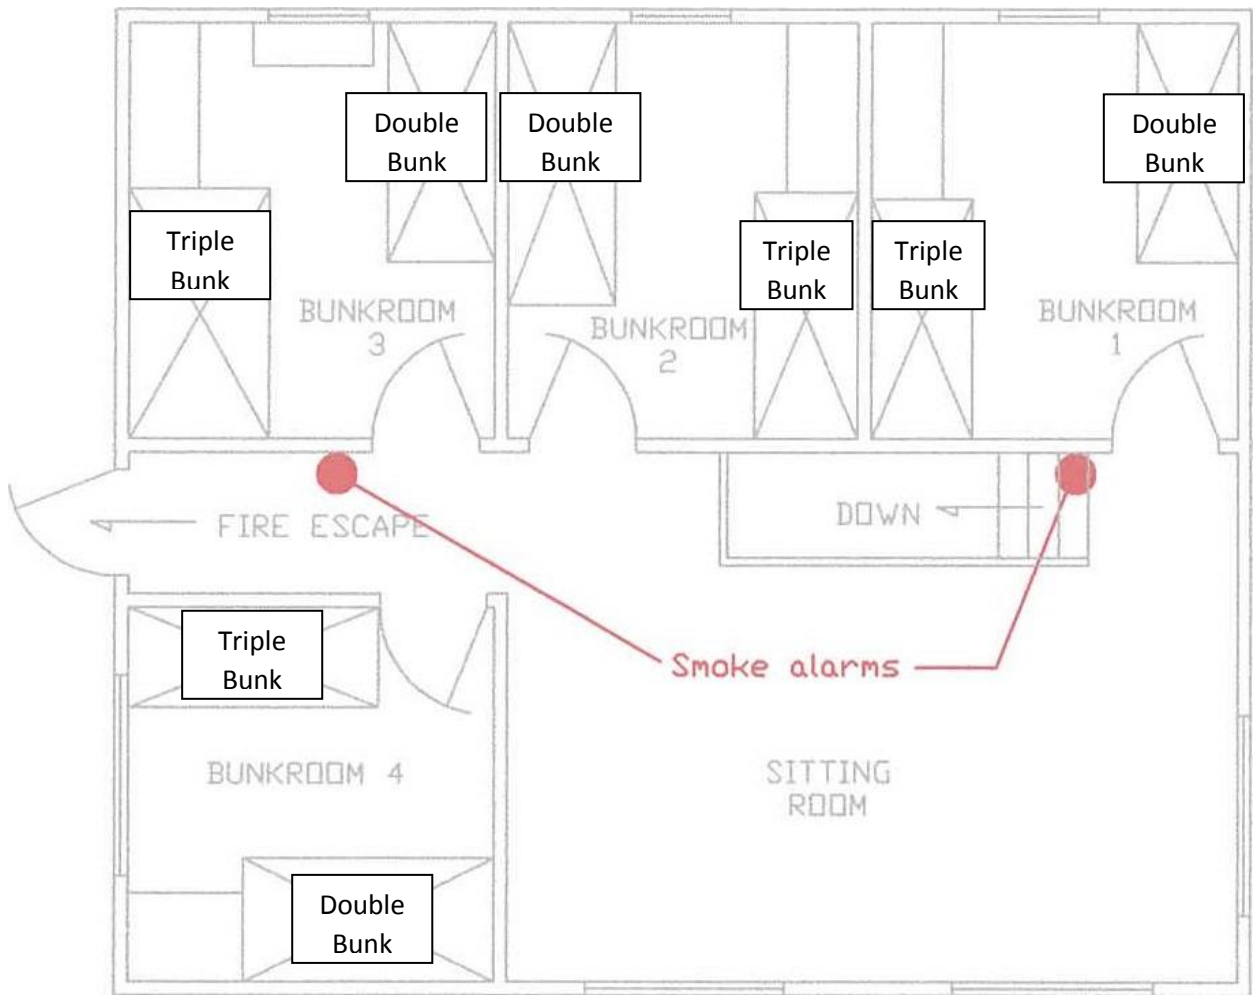 Double
Bunk
Double
Bunk
Double
Bunk
Triple
Bunk
Triple
Bunk
Triple
Bunk
BUNKROOM
3
BUNKROOM
2
BUNKROOM
1
FIRE ESCAPE
DOWN
Triple
Bunk
Smoke alarms
BUNKROOM 4
SITTING
ROOM
Double
Bunk